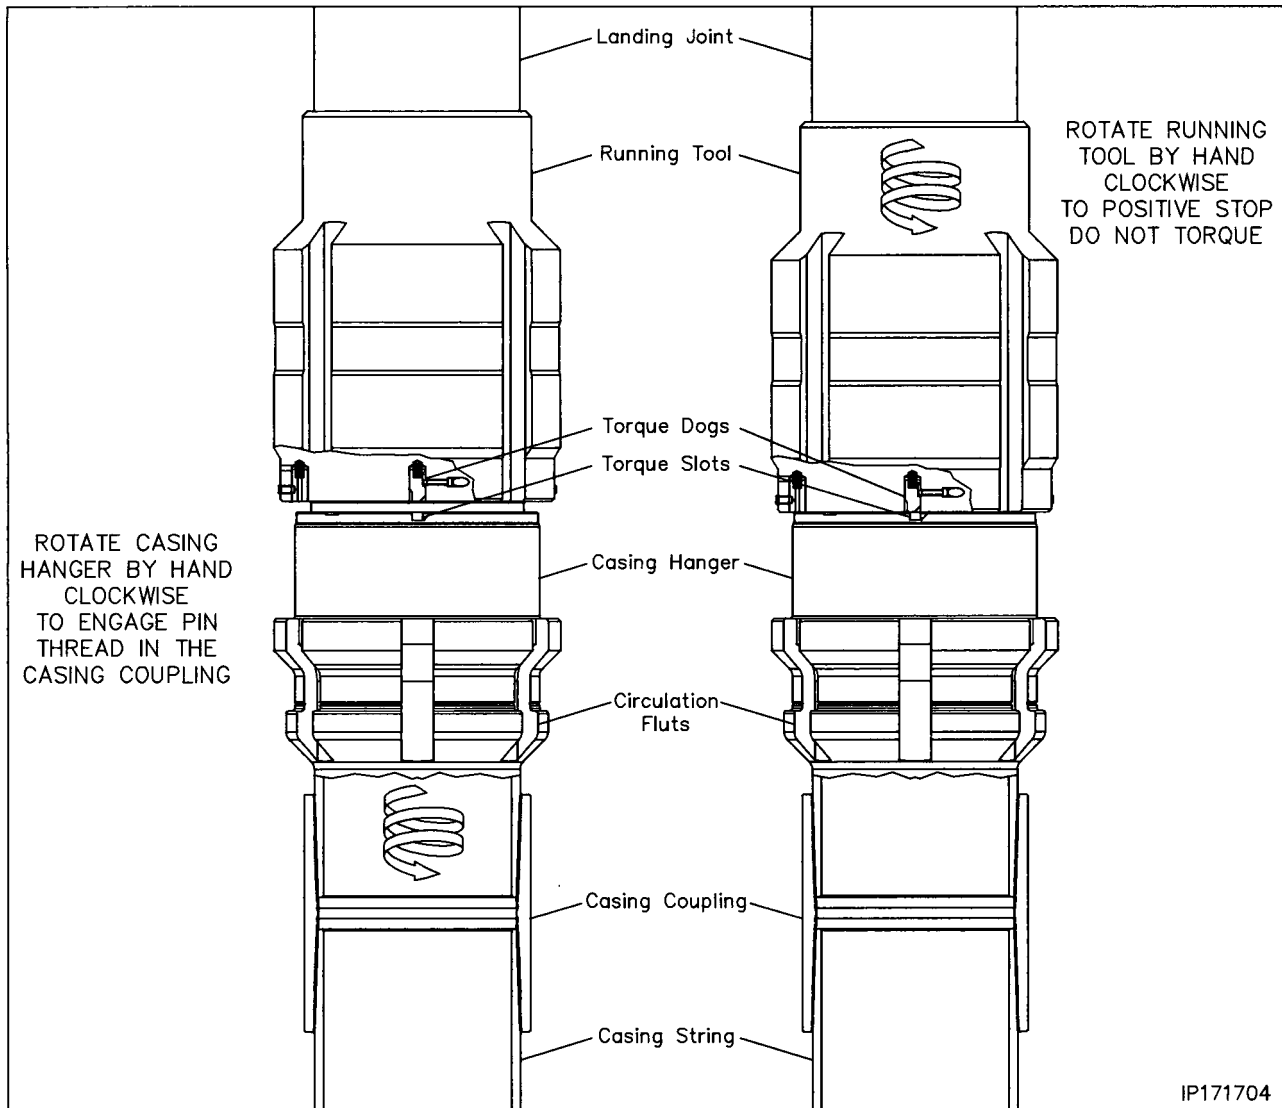 Landing Joint
Running Tool
ROTATE RUNNING
TOOL BY HAND
CLOCKWISE
TO POSITIVE STOP
DO NOT TORQUE
Torque Dogs
Torque Slots
ROTATE CASING
HANGER BY HAND
CLOCKWISE
TO ENGAGE PIN
THREAD IN THE
CASING COUPLING
Casing Hanger
Circulation
Fluts
Casing Coupling
Casing String
IP171704